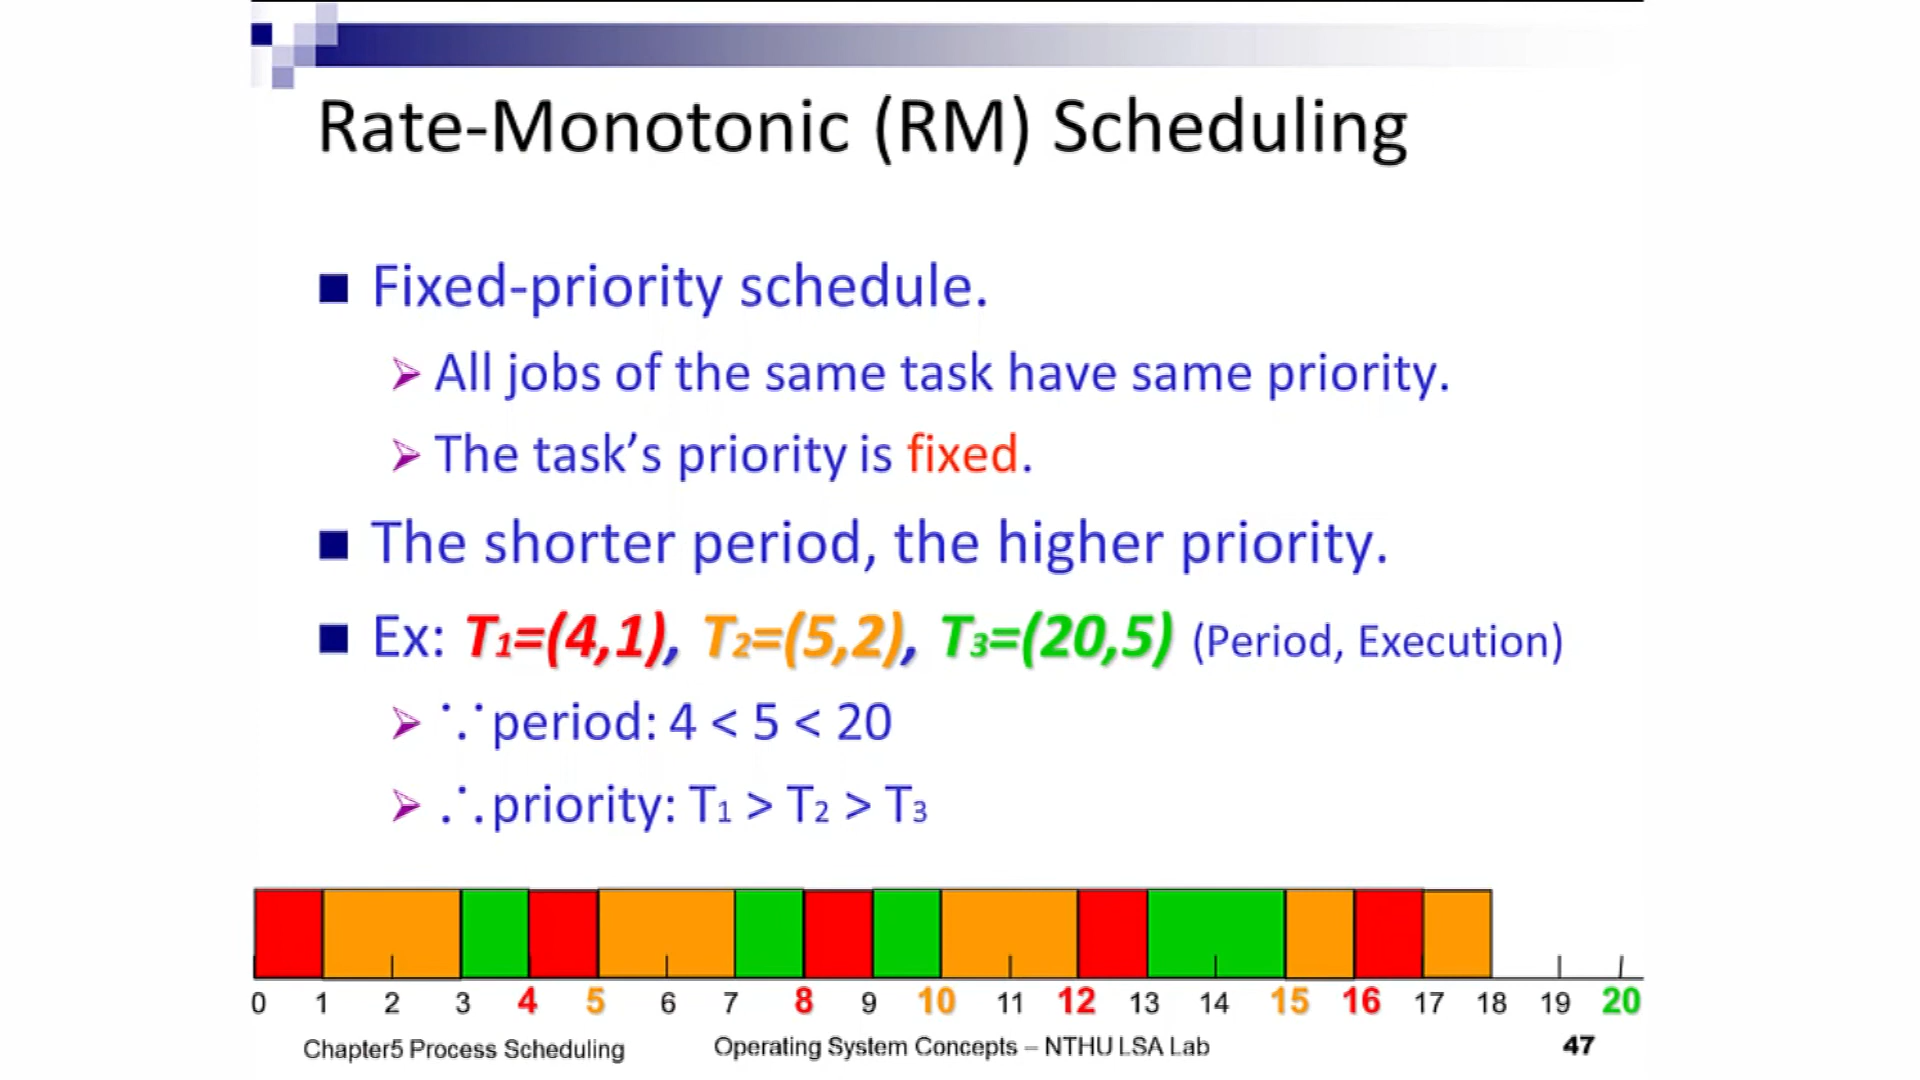 Rate-Monotonic (RM) Scheduling
Fixed-priority schedule.
All jobs of the same task have same priority.
The task’s priority is fixed.
The shorter period, the higher priority.
Ex: T1=(4,1), T2=(5,2), T3=(20,5) (Period, Execution)
∵period: 4 < 5 < 20
∴priority: T1 > T2 > T3
0 1 2 3 4 5 6 7 8 9 10 11 12 13 14 15 16 17 18 19 20
Chapter5 Process Scheduling Operating System Concepts – NTHU LSA Lab 47